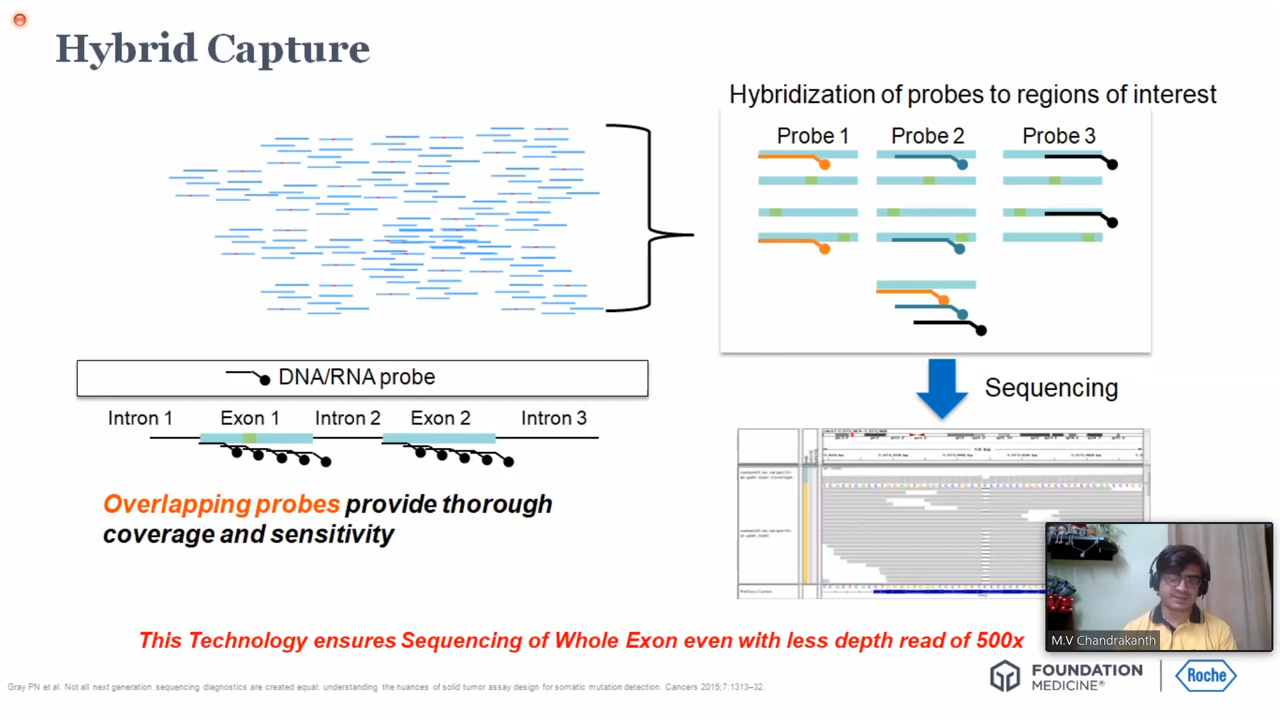 Hybrid Capture
Hybridization of probes to regions of interest
Probe 1 Probe 2 Probe 3
DNA/RNA probe
Intron 1 Exon 1 Intron 2 Exon 2 Intron 3
Overlapping probes provide thorough
coverage and sensitivity
Sequencing
This Technology ensures Sequencing of Whole Exon even with less depth read of 500x
M.V Chandrakanth
Gray PN et al. Not all next generation sequencing diagnostics are created equal: understanding the nuances of solid tumor assay design for somatic mutation detection. Cancers 2015;7:1313–32.
FOUNDATION
MEDICINE®
Roche